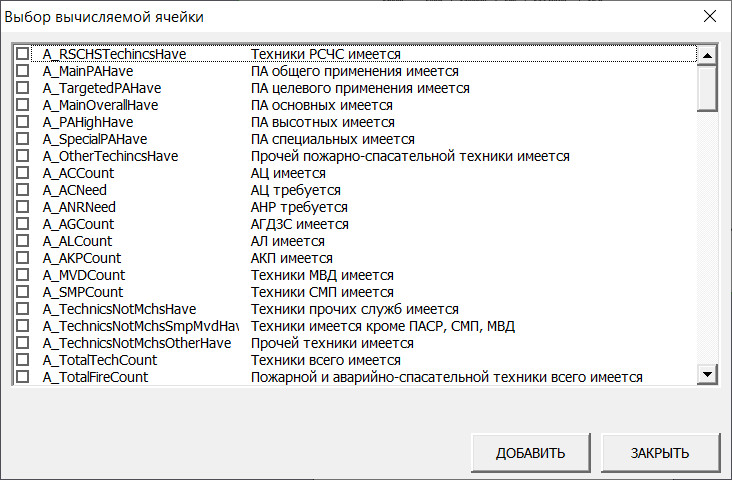 Выбор вычисляемой ячейки
A_RSCHSTechincsHave Техники РСЧС имеется
A_MainPAHave ПА общего применения имеется
A_TargetedPAHave ПА целевого применения имеется
A_MainOverallHave ПА основных имеется
A_PAHighHave ПА высотных имеется
A_SpecialPAHave ПА специальных имеется
A_OtherTechincsHave Прочей пожарно-спасательной техники имеется
A_ACCount АЦ имеется
A_ACNeed АЦ требуется
A_ANRNeed АНР требуется
A_AGCount АГДЗС имеется
A_ALCount АЛ имеется
A_AKPCount АКП имеется
A_MVDCount Техники МВД имеется
A_SMPCount Техники СМП имеется
A_TechnicsNotMchsHave Техники прочих служб имеется
A_TechnicsNotMchsSmpMvdHav Техники имеется кроме ПАСР, СМП, МВД
A_TechnicsNotMchsOtherHave Прочей техники имеется
A_TotalTechCount Техники всего имеется
A_TotalFireCount Пожарной и аварийно-спасательной техники всего имеется
ДОБАВИТЬ ЗАКРЫТЬ